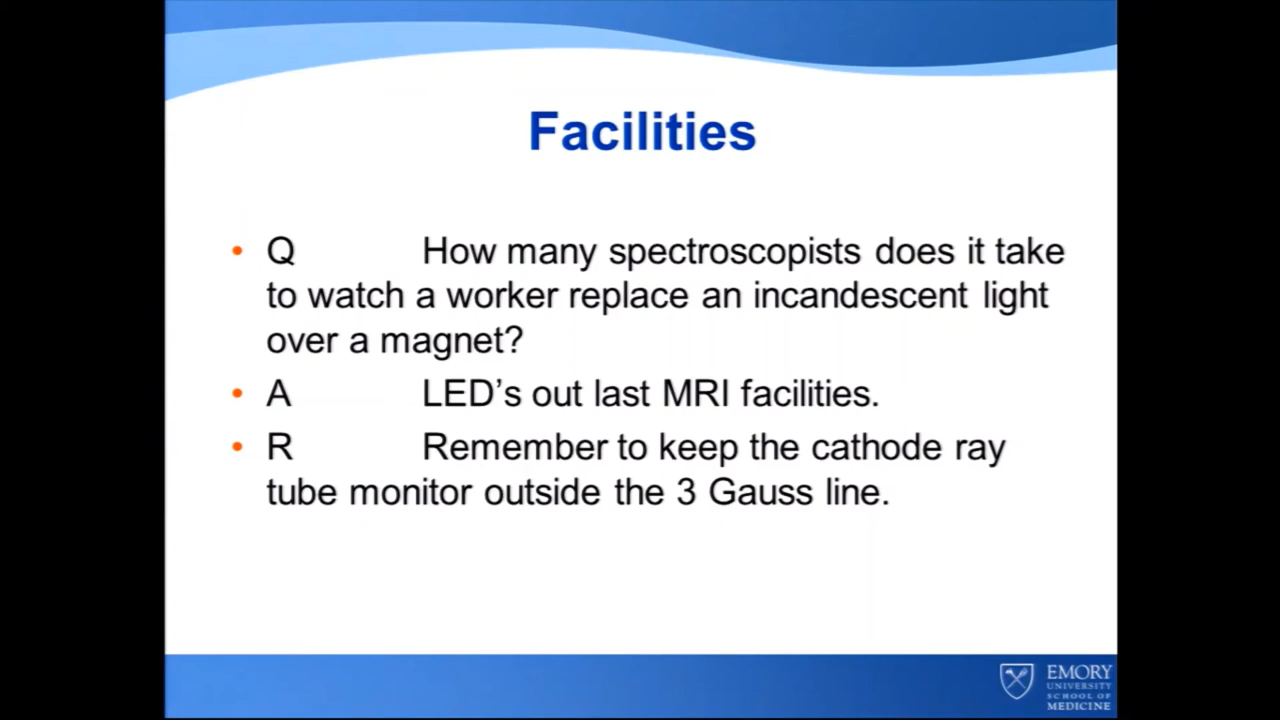 Facilities
• Q How many spectroscopists does it take
to watch a worker replace an incandescent light
over a magnet?
• A LED’s out last MRI facilities.
• R Remember to keep the cathode ray
tube monitor outside the 3 Gauss line.
EMORY
UNIVERSITY
SCHOOL OF
MEDICINE